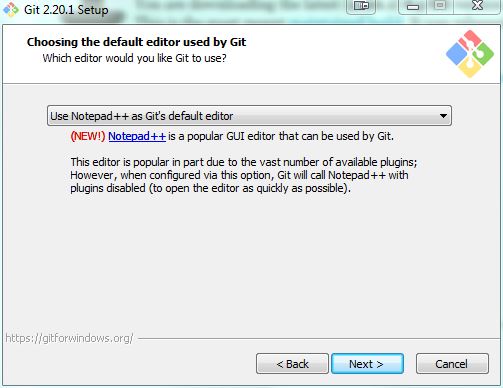 Git 2.20.1 Setup
Choosing the default editor used by Git
Which editor would you like Git to use?
Use Notepad++ as Git's default editor
(NEW!) Notepad++ is a popular GUI editor that can be used by Git.
This editor is popular in part due to the vast number of available plugins;
However, when configured via this option, Git will call Notepad++ with
plugins disabled (to open the editor as quickly as possible).
https://gitforwindows.org/
< Back
Next >
Cancel